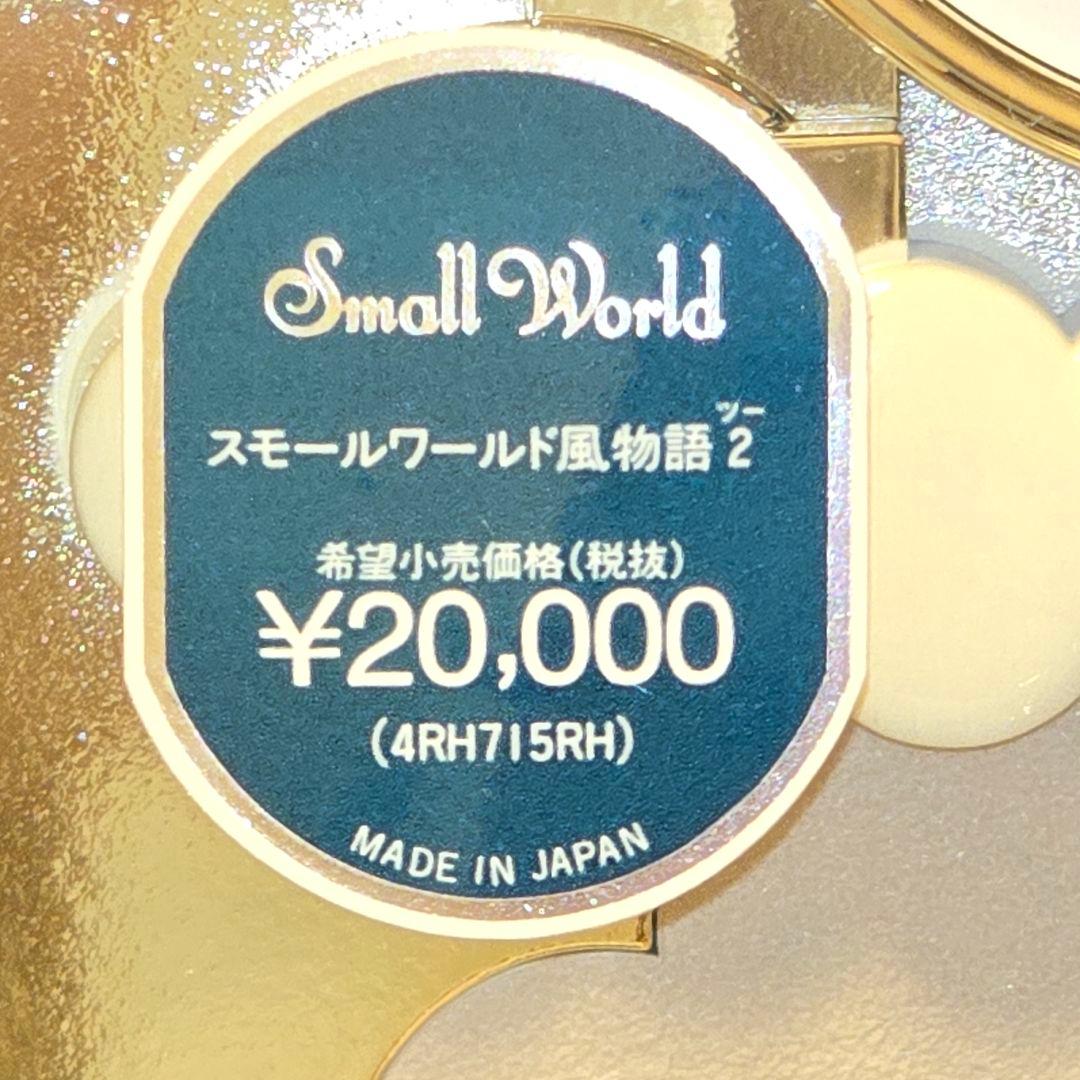 Small World
ツー
スモールワールド風物語2
希望小売価格(税抜)
¥20,000
(4RH715RH)
MADE IN JAPAN